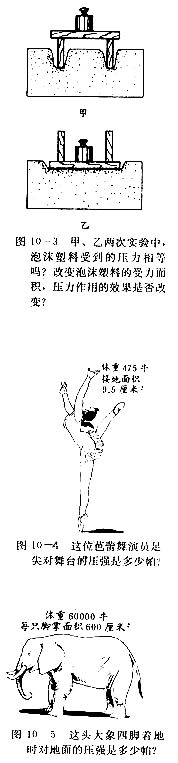 甲
乙
图 10-3 甲、乙两次实验中,
泡沫塑料受到的压力相等
吗?改变泡沫塑料的受力面
积,压力作用的效果是否改
变?
体重 475 牛
接地面积
9.5 厘米²
图 10-4 这位芭蕾舞演员足
尖对舞台的压强是多少帕?
体重 60000 牛
每只脚掌面积 600 厘米²
图 10-5 这头大象四脚着地
时对地面的压强是多少帕?